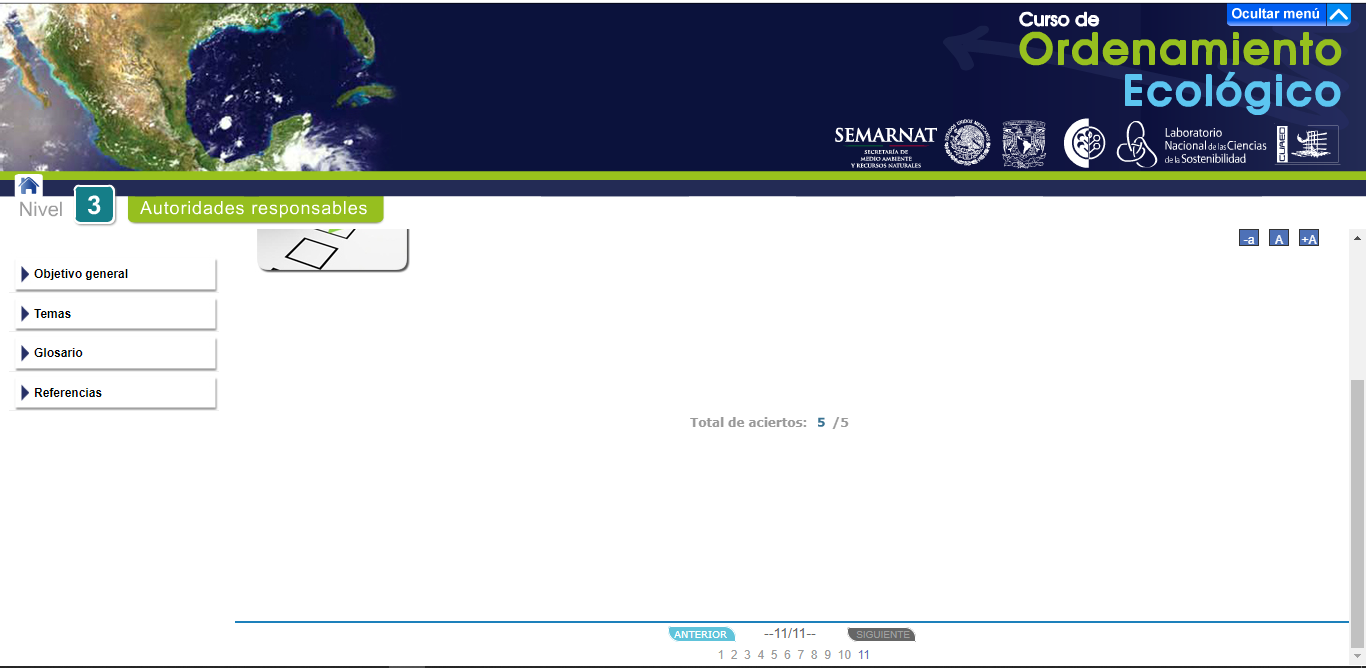 Ocultar menú
Curso de
Ordenamiento
Ecológico
SEMARNAT
SECRETARÍA DE
MEDIO AMBIENTE
Y RECURSOS NATURALES
Laboratorio
Nacional de las Ciencias
de la Sostenibilidad
Nivel 3 Autoridades responsables
-a A +A
Objetivo general
Temas
Glosario
Referencias
Total de aciertos: 5 /5
ANTERIOR --11/11-- SIGUIENTE
1 2 3 4 5 6 7 8 9 10 11